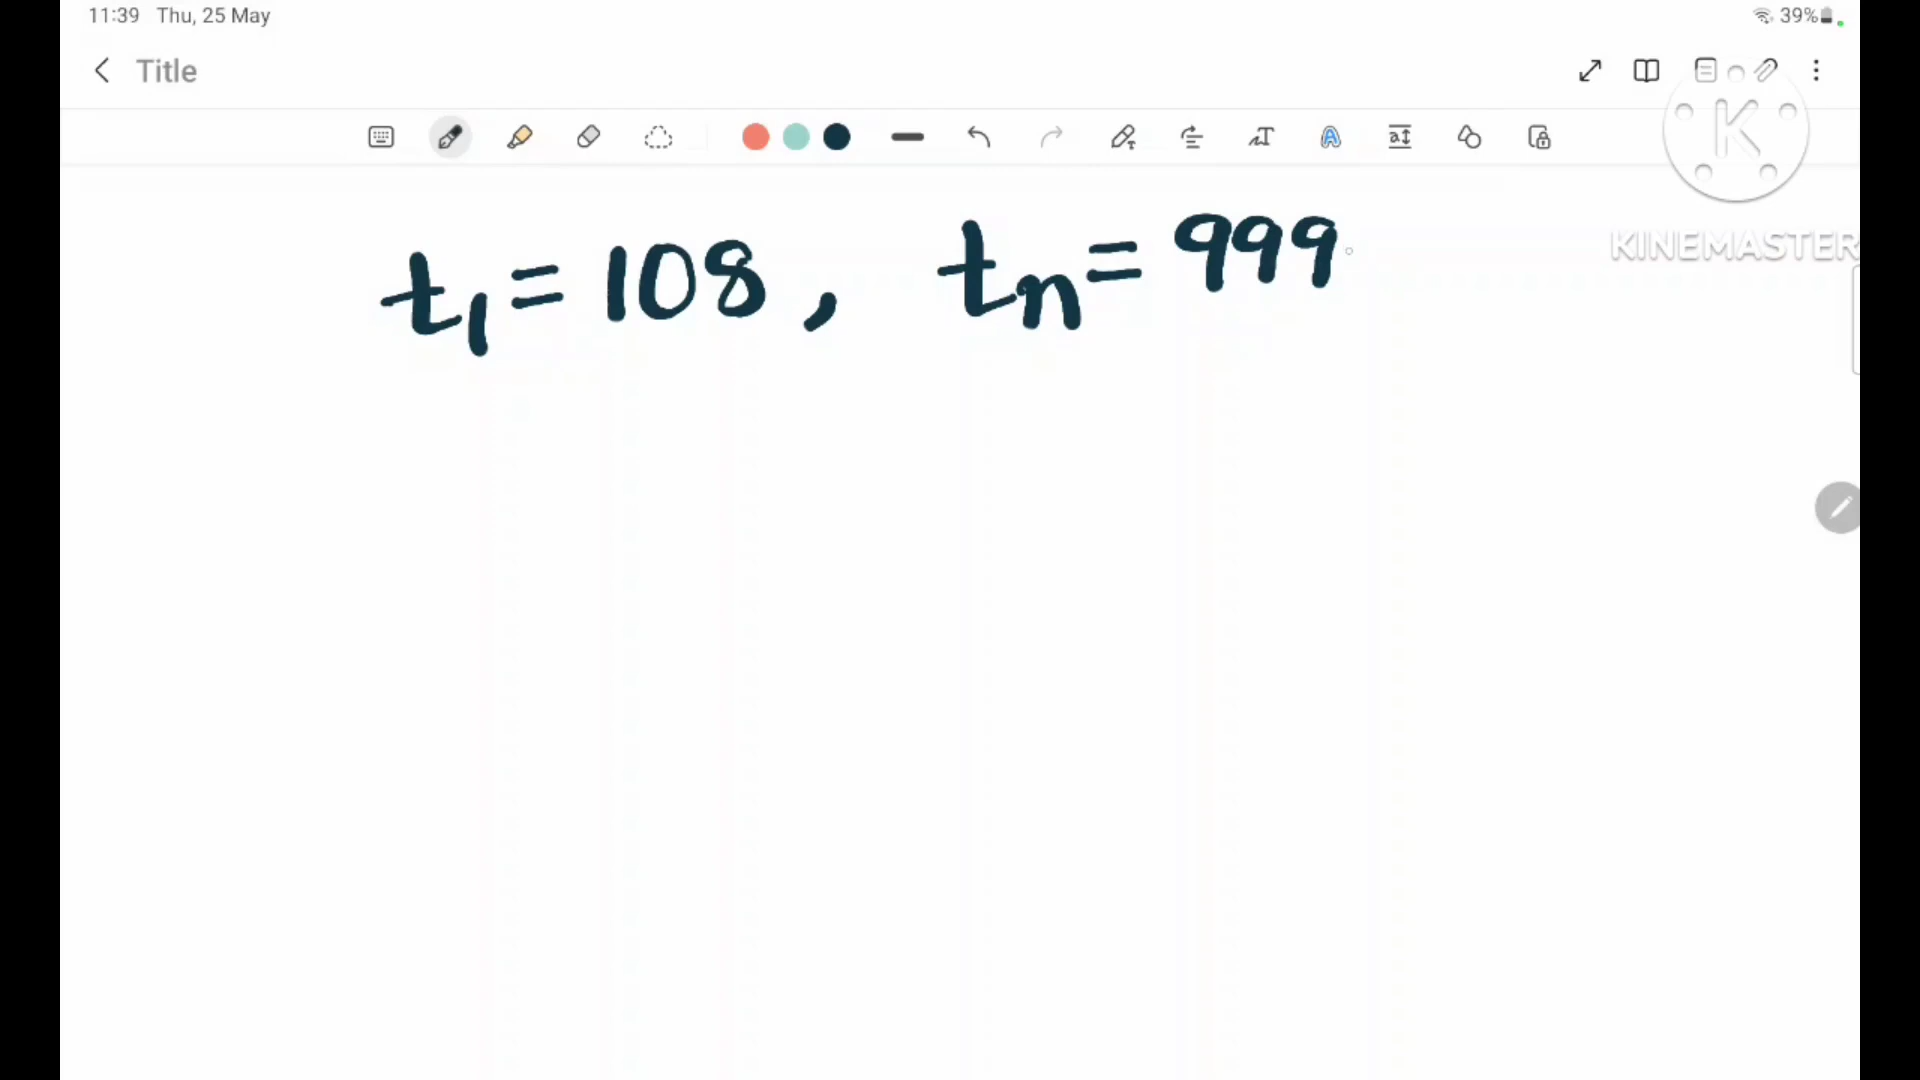 11:39 Thu, 25 May 39%
Title
K
KINEMASTER
t₁ = 108 , tₙ = 999